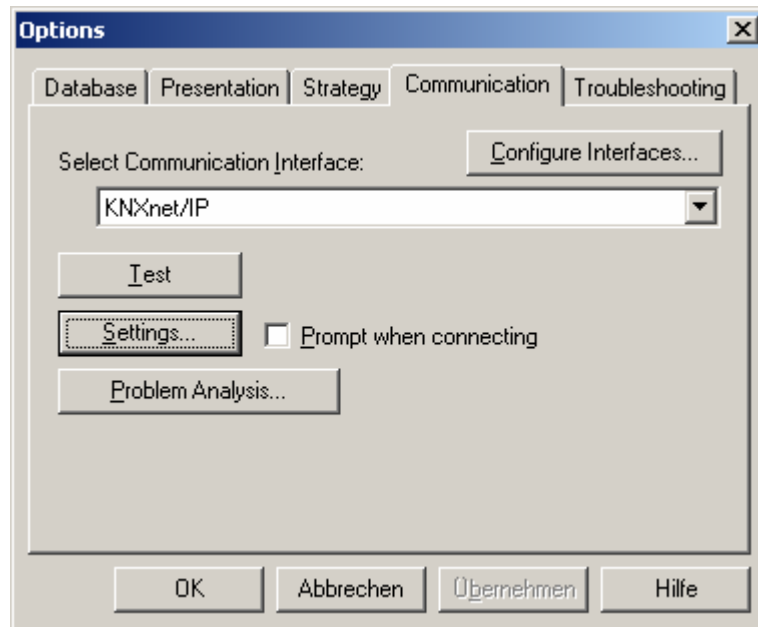 Options
Database Presentation Strategy Communication Troubleshooting
Select Communication Interface: Configure Interfaces...
KNXnet/IP
Test
Settings... Prompt when connecting
Problem Analysis...
OK Abbrechen Übernehmen Hilfe